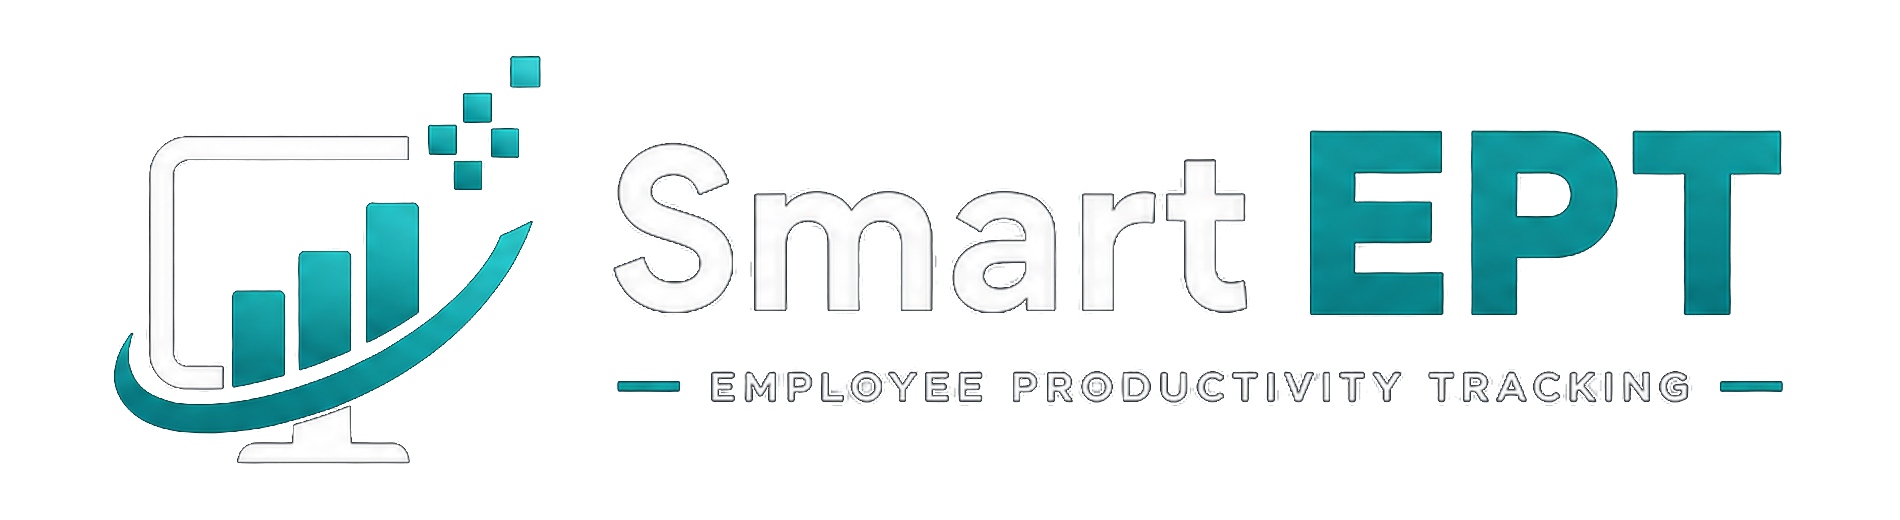 Smart EPT
EMPLOYEE PRODUCTIVITY TRACKING